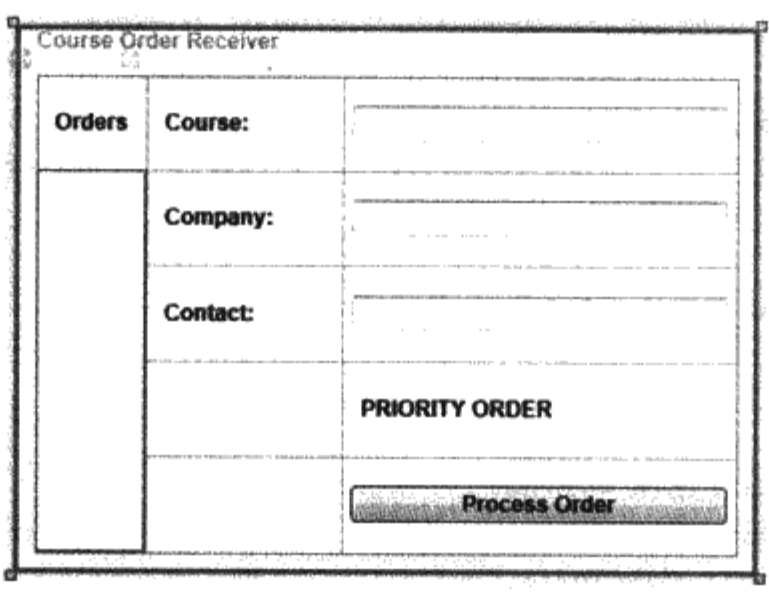 Course Order Receiver
Orders
Course:
Company:
Contact:
PRIORITY ORDER
Process Order